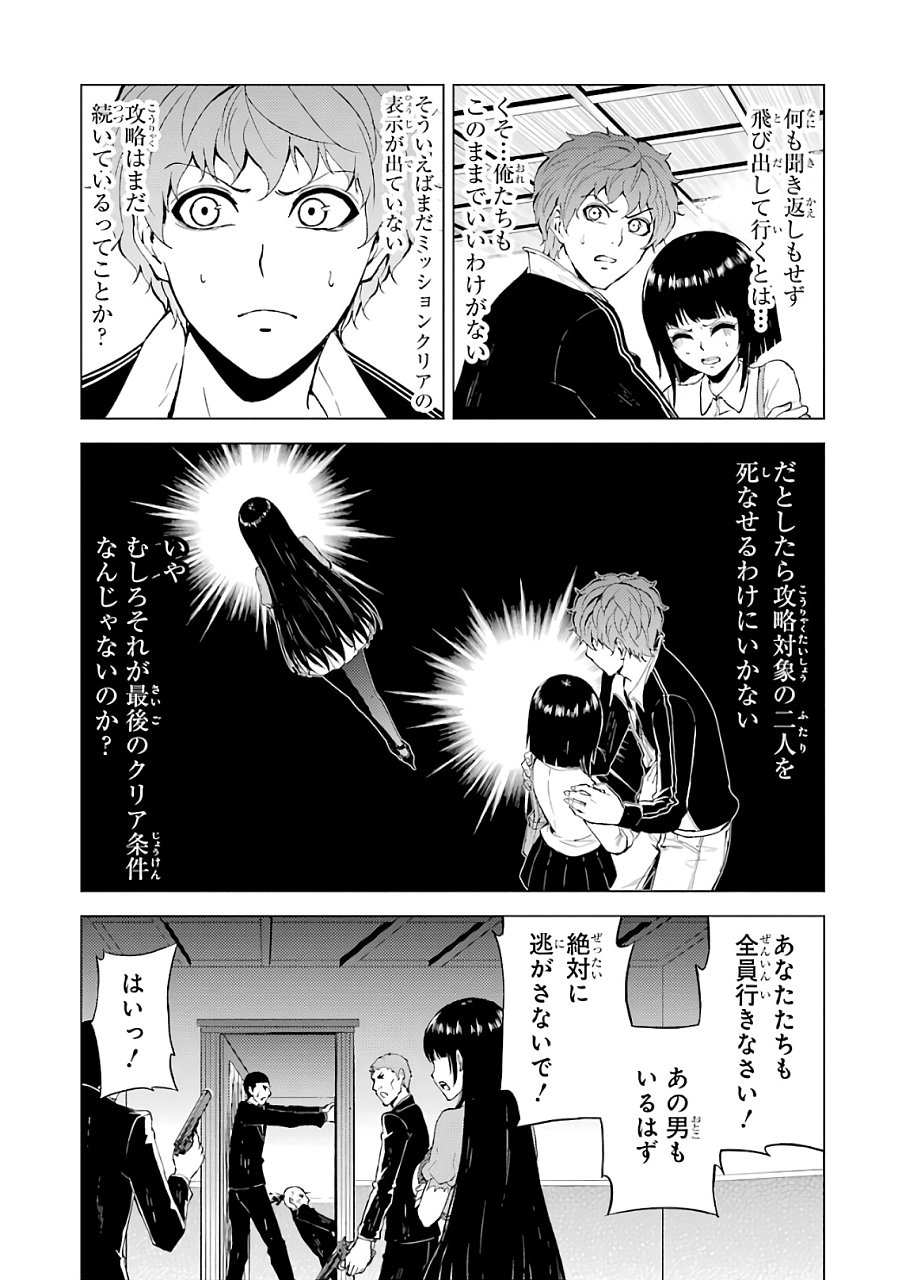 何も聞き返しもせず
飛び出して行くとは…
くそ…俺たちも
このままでいいわけがない
そういえばまだミッションクリアの
表示が出ていない
攻略はまだ
続いているってことか？
だとしたら攻略対象の二人を
死なせるわけにいかない
いや
むしろそれが最後のクリア条件
なんじゃないのか？
あなたたちも
全員行きなさい！
あの男も
いるはず
絶対に
逃がさないで！
はいっ！